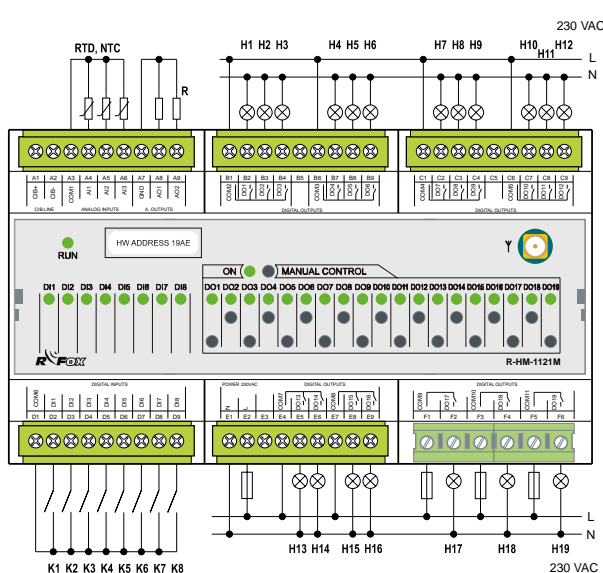 230 VAC
RTD, NTC
H1 H2 H3 H4 H5 H6 H7 H8 H9 H10 H11 H12
L
N
R
A1 A2 A3 A4 A5 A6 A7 A8 A9
CIB+ CIB- COM1 AI1 AI2 AI3 GND AO1 AO2
CIB LINE ANALOG INPUTS A. OUTPUTS
B1 B2 B3 B4 B5 B6 B7 B8 B9
COM2 DO1 DO2 DO3 COM3 DO4 DO5 DO6
DIGITAL OUTPUTS
C1 C2 C3 C4 C5 C6 C7 C8 C9
COM4 DO7 DO8 DO9 COM5 DO10 DO11 DO12
DIGITAL OUTPUTS
HW ADDRESS 19AE
RUN
ON MANUAL CONTROL
DI1 DI2 DI3 DI4 DI5 DI6 DI7 DI8
DO1 DO2 DO3 DO4 DO5 DO6 DO7 DO8 DO9 DO10 DO11 DO12 DO13 DO14 DO15 DO16 DO17 DO18 DO19
R FOX
R-HM-1121M
DIGITAL INPUTS
COM6 DI1 DI2 DI3 DI4 DI5 DI6 DI7 DI8
D1 D2 D3 D4 D5 D6 D7 D8 D9
POWER 230VAC DIGITAL OUTPUTS
N L COM7 DO13 DO14 COM8 DO15 DO16
E1 E2 E3 E4 E5 E6 E7 E8 E9
DIGITAL OUTPUTS
COM9 DO17 COM10 DO18 COM11 DO19
F1 F2 F3 F4 F5 F6
L
N
K1 K2 K3 K4 K5 K6 K7 K8
H13 H14 H15 H16 H17 H18 H19
230 VAC